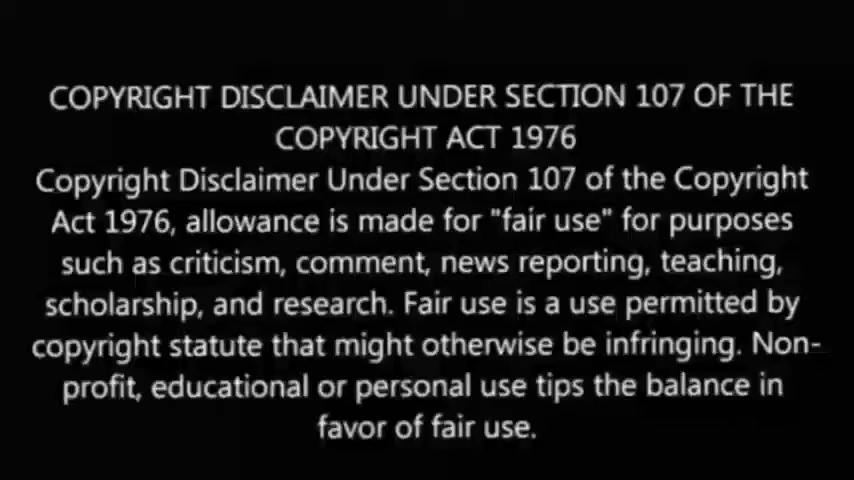 COPYRIGHT DISCLAIMER UNDER SECTION 107 OF THE
COPYRIGHT ACT 1976
Copyright Disclaimer Under Section 107 of the Copyright
Act 1976, allowance is made for "fair use" for purposes
such as criticism, comment, news reporting, teaching,
scholarship, and research. Fair use is a use permitted by
copyright statute that might otherwise be infringing. Non-
profit, educational or personal use tips the balance in
favor of fair use.